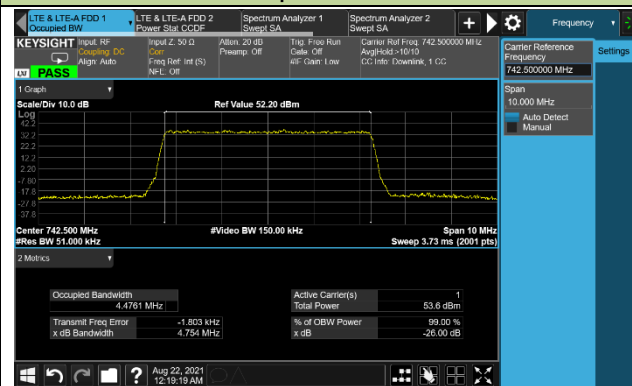 LTE & LTE-A FDD 1
Occupied BW
LTE & LTE-A FDD 2
Power Stat CCDF
Spectrum Analyzer 1
Swept SA
Spectrum Analyzer 2
Swept SA
Frequency
KEYSIGHT
Input: RF
Coupling: DC
Align: Auto
Input Z: 50 Ω
Corr
Freq Ref: Int (S)
NFE: Off
Atten: 20 dB
Preamp: Off
Trig: Free Run
Gate: Off
#IF Gain: Low
Carrier Ref Freq: 742.500000 MHz
Avg|Hold:>10/10
CC Info: Downlink, 1 CC
LXI
PASS
Carrier Reference
Frequency
742.500000 MHz
Settings
Span
10.000 MHz
Auto Detect
Manual
1 Graph
Scale/Div 10.0 dB
Ref Value 52.20 dBm
Log
42.2
32.2
22.2
12.2
2.20
-7.80
-17.8
-27.8
-37.8
Center 742.500 MHz
#Video BW 150.00 kHz
Span 10 MHz
#Res BW 51.000 kHz
Sweep 3.73 ms (2001 pts)
2 Metrics
Occupied Bandwidth
4.4761 MHz
Active Carrier(s) 1
Total Power 53.6 dBm
Transmit Freq Error -1.803 kHz
x dB Bandwidth 4.754 MHz
% of OBW Power 99.00 %
x dB -26.00 dB
Aug 22, 2021
12:19:19 AM